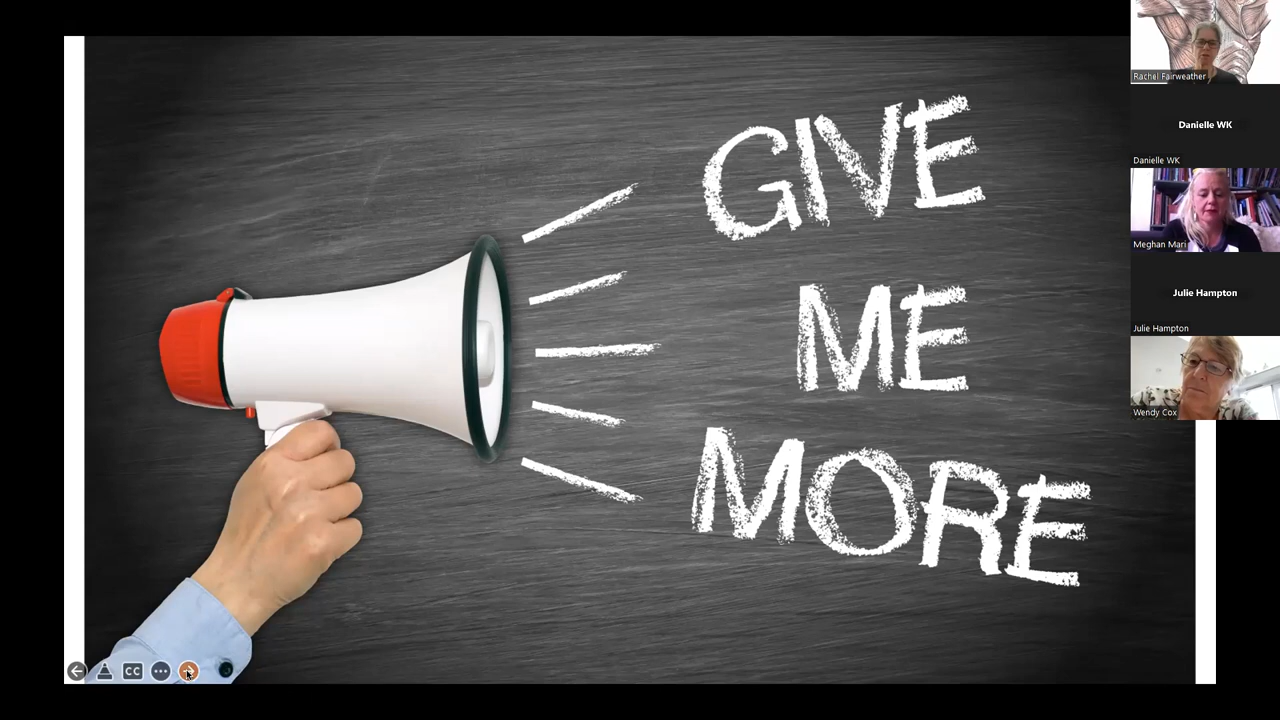 GIVE
ME
MORE
Rachel Fairweather
Danielle WK
Danielle WK
Meghan Mari
Julie Hampton
Julie Hampton
Wendy Cox
CC